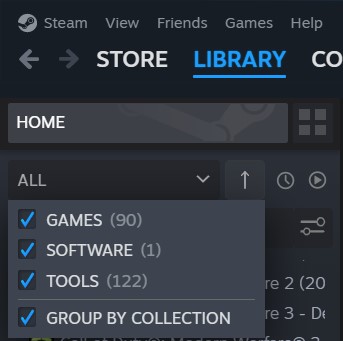 Steam View Friends Games Help
STORE LIBRARY CO
HOME
ALL
GAMES (90)
SOFTWARE (1)
TOOLS (122)
re 2 (20
re 3 - De
GROUP BY COLLECTION